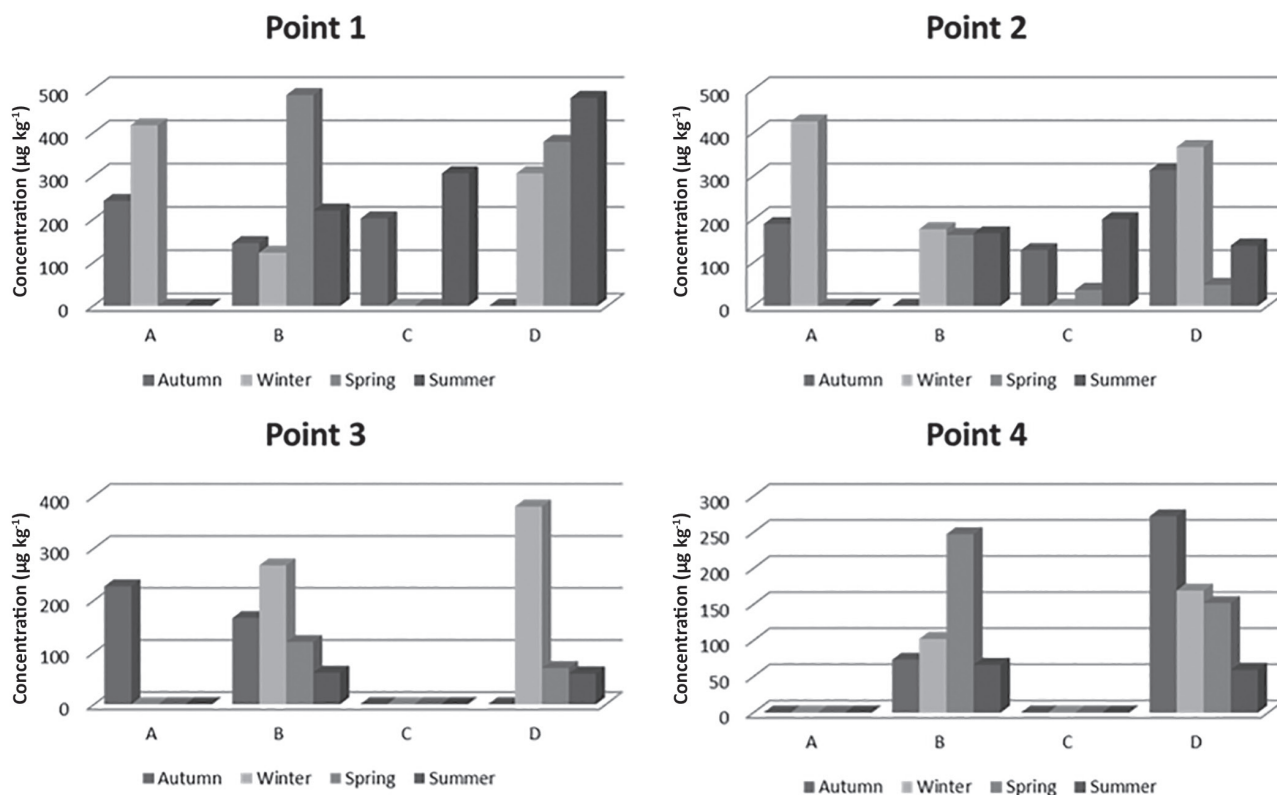 Point 1
Concentration (µg kg⁻¹)
500
400
300
200
100
0
A B C D
Autumn Winter Spring Summer
Point 2
Concentration (µg kg⁻¹)
500
400
300
200
100
0
A B C D
Autumn Winter Spring Summer
Point 3
Concentration (µg kg⁻¹)
400
300
200
100
0
A B C D
Autumn Winter Spring Summer
Point 4
Concentration (µg kg⁻¹)
300
250
200
150
100
50
0
A B C D
Autumn Winter Spring Summer